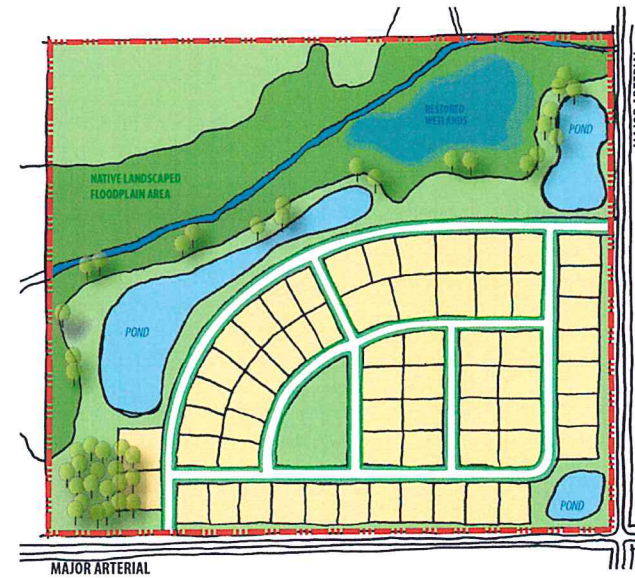 RESTORED
WETLANDS
POND
NATIVE LANDSCAPED
FLOODPLAIN AREA
POND
POND
MAJOR ARTERIAL